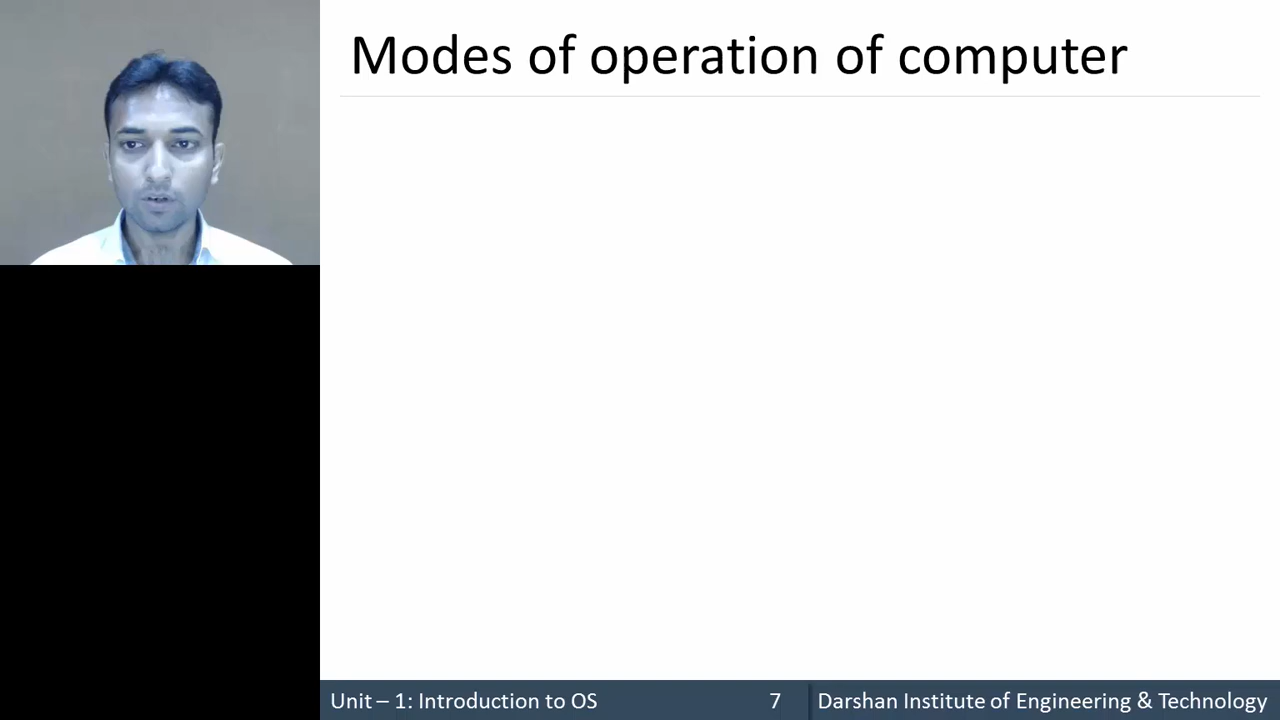 Modes of operation of computer
Unit – 1: Introduction to OS 7 Darshan Institute of Engineering & Technology